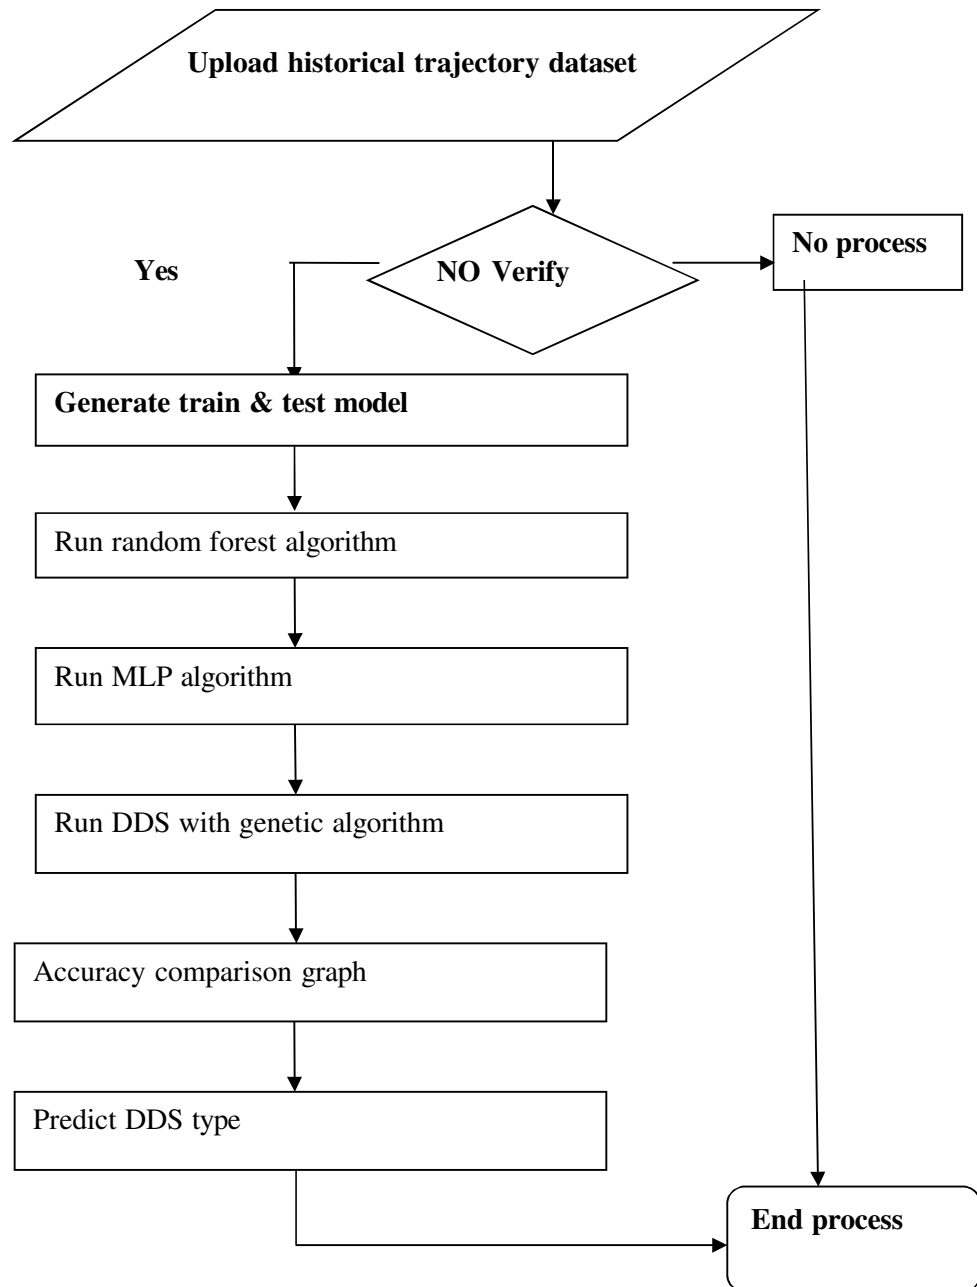 Upload historical trajectory dataset
Yes
NO Verify
No process
Generate train & test model
Run random forest algorithm
Run MLP algorithm
Run DDS with genetic algorithm
Accuracy comparison graph
Predict DDS type
End process